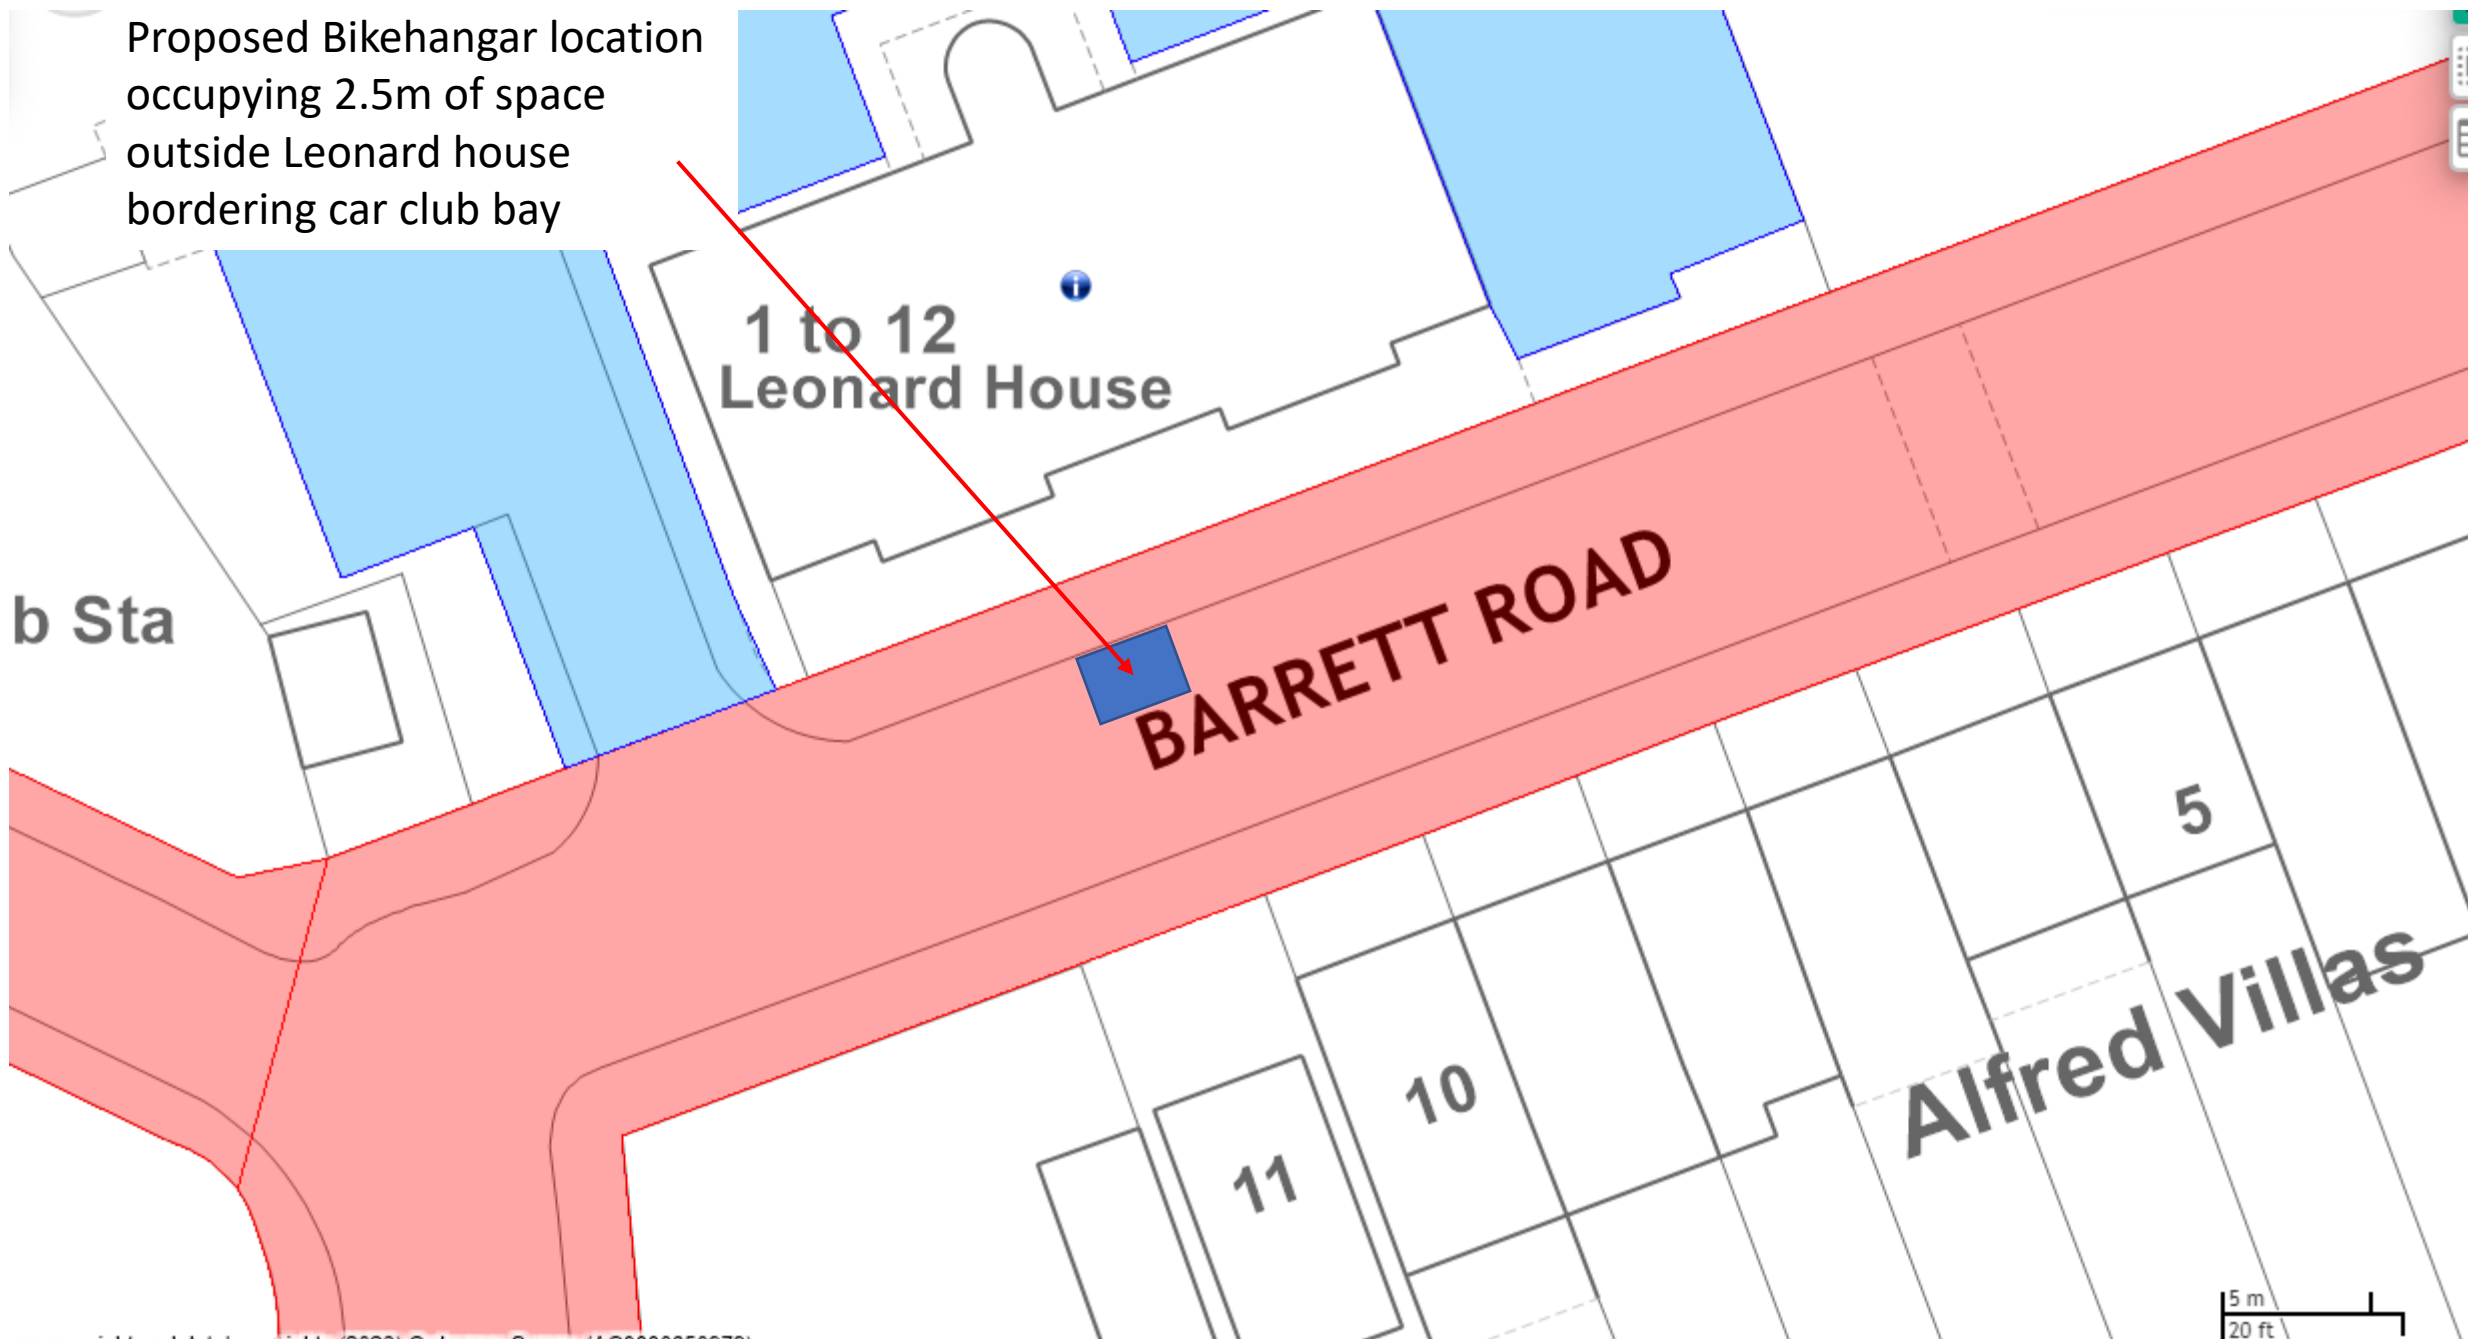 Proposed Bikehangar location
occupying 2.5m of space
outside Leonard house
bordering car club bay
1 to 12
Leonard House
b Sta
BARRETT ROAD
5
10
11
Alfred Villas
5 m
20 ft